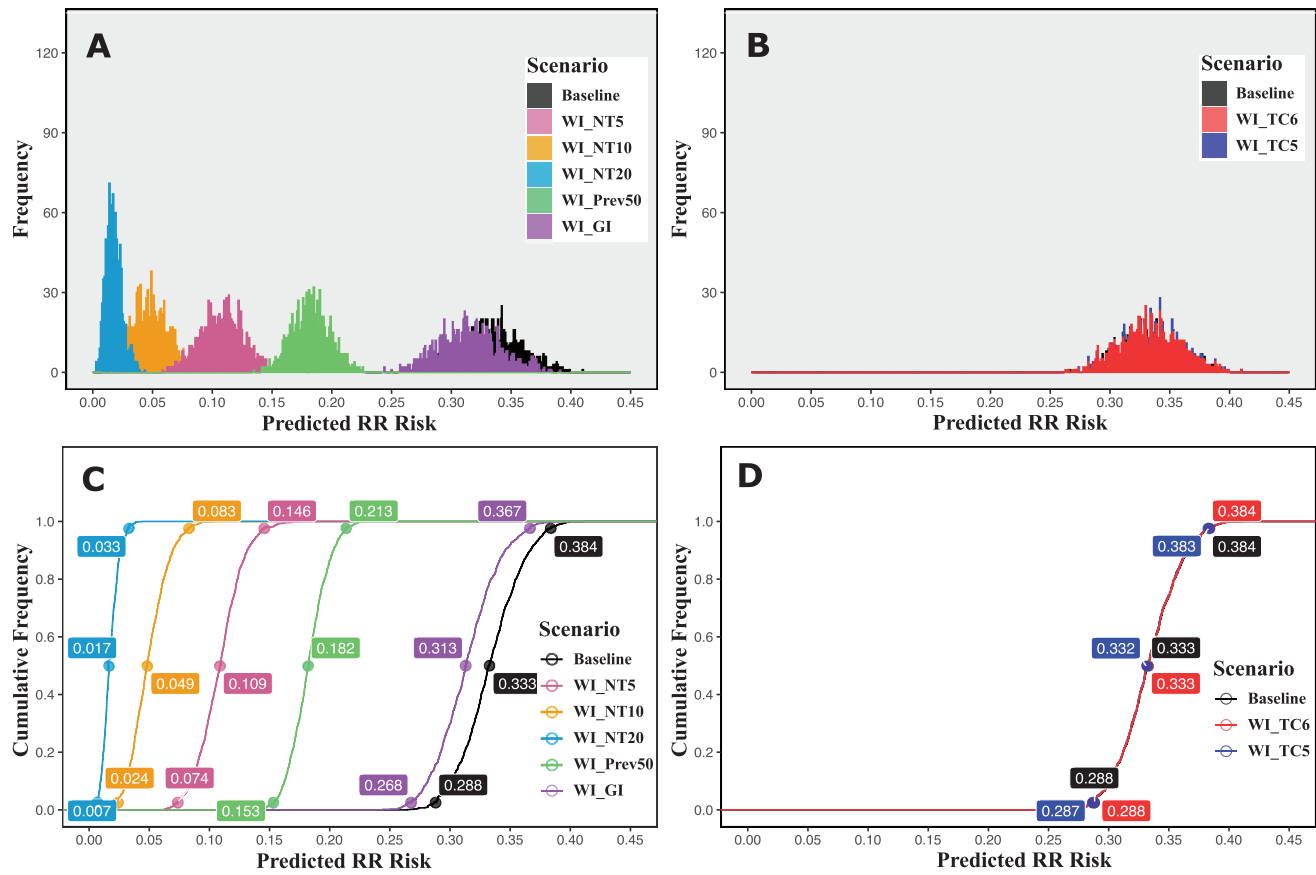 A
120
90
60
30
0
Frequency
Scenario
Baseline
WI_NT5
WI_NT10
WI_NT20
WI_Prev50
WI_GI
0.00 0.05 0.10 0.15 0.20 0.25 0.30 0.35 0.40 0.45
Predicted RR Risk
B
120
90
60
30
0
Frequency
Scenario
Baseline
WI_TC6
WI_TC5
0.00 0.05 0.10 0.15 0.20 0.25 0.30 0.35 0.40 0.45
Predicted RR Risk
C
1.0
0.8
0.6
0.4
0.2
0.0
Cumulative Frequency
0.083 0.146 0.213 0.367
0.033 0.384
0.017 0.182 0.313
0.049 0.109 0.333
0.024 0.074 0.268 0.288
0.007 0.153
Scenario
Baseline
WI_NT5
WI_NT10
WI_NT20
WI_Prev50
WI_GI
0.00 0.05 0.10 0.15 0.20 0.25 0.30 0.35 0.40 0.45
Predicted RR Risk
D
1.0
0.8
0.6
0.4
0.2
0.0
Cumulative Frequency
0.384
0.383 0.384
0.332 0.333
0.333
0.288
0.287 0.288
Scenario
Baseline
WI_TC6
WI_TC5
0.00 0.05 0.10 0.15 0.20 0.25 0.30 0.35 0.40 0.45
Predicted RR Risk